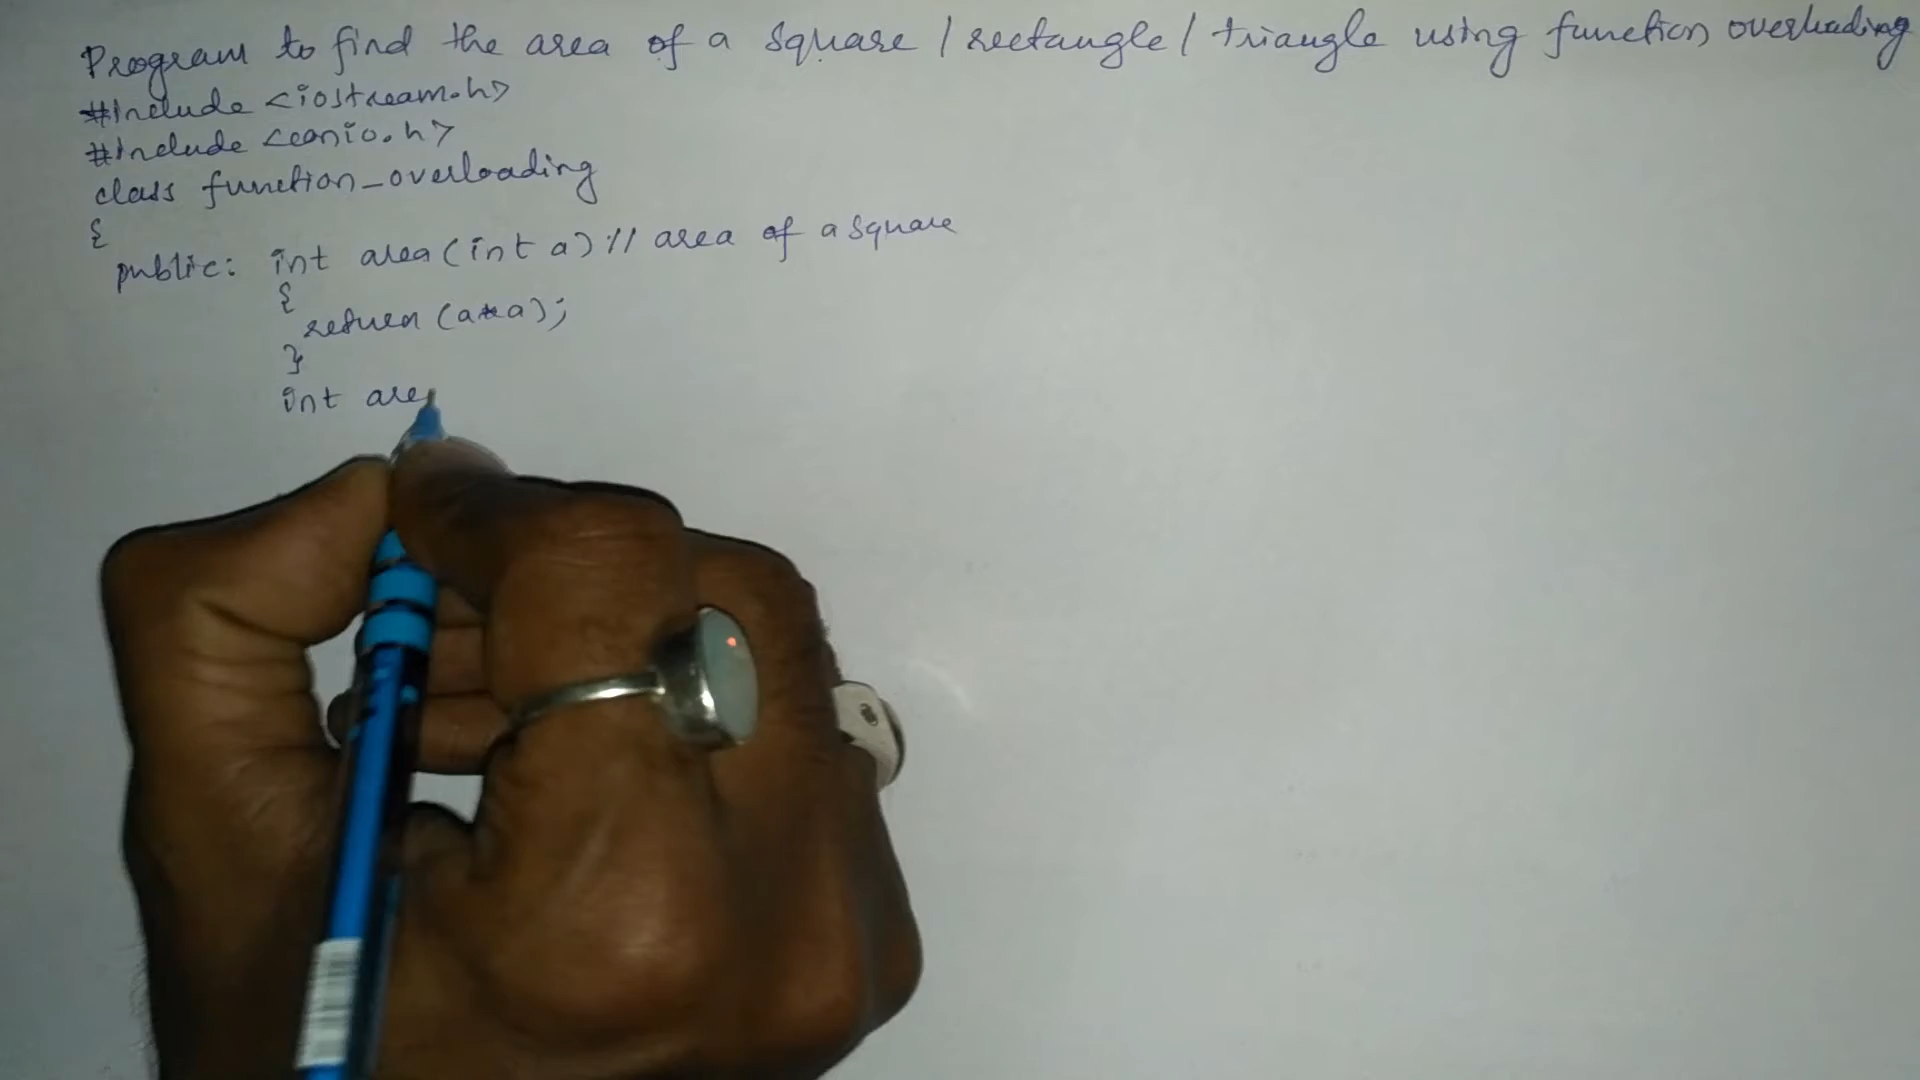 Program to find the area of a square / rectangle / triangle using function overloading
#include <iostream.h>
#include <conio.h>
class function_overloading
{
public: int area(int a) // area of a square
{
return (a*a);
}
int are